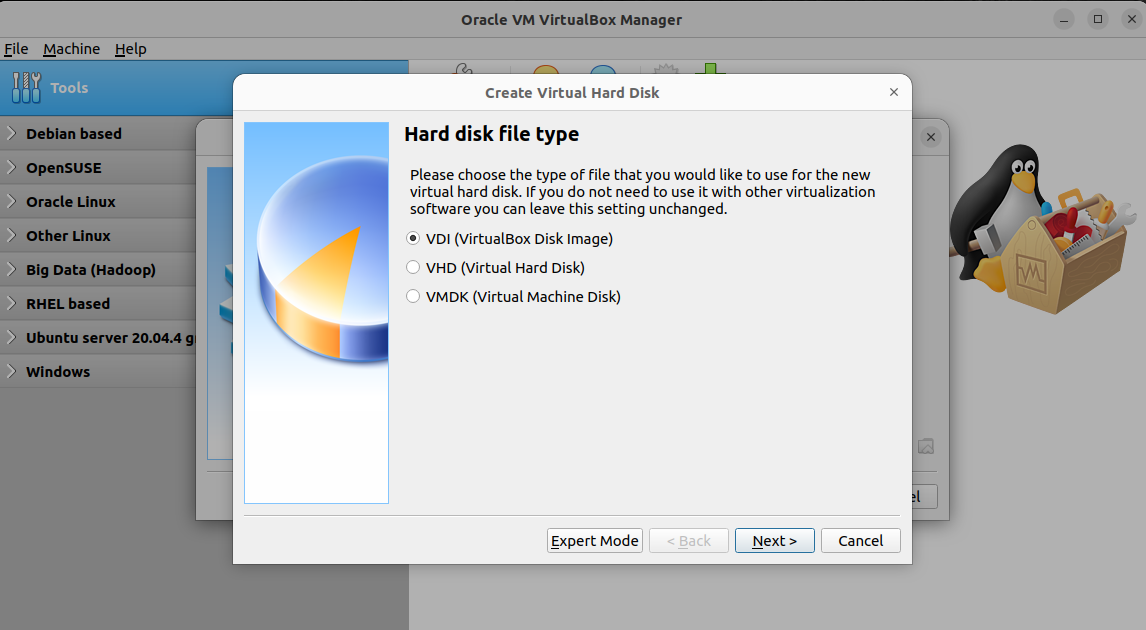 Oracle VM VirtualBox Manager
File Machine Help
Tools
Debian based
OpenSUSE
Oracle Linux
Other Linux
Big Data (Hadoop)
RHEL based
Ubuntu server 20.04.4
Windows
Create Virtual Hard Disk
Hard disk file type
Please choose the type of file that you would like to use for the new
virtual hard disk. If you do not need to use it with other virtualization
software you can leave this setting unchanged.
VDI (VirtualBox Disk Image)
VHD (Virtual Hard Disk)
VMDK (Virtual Machine Disk)
Expert Mode
< Back
Next >
Cancel